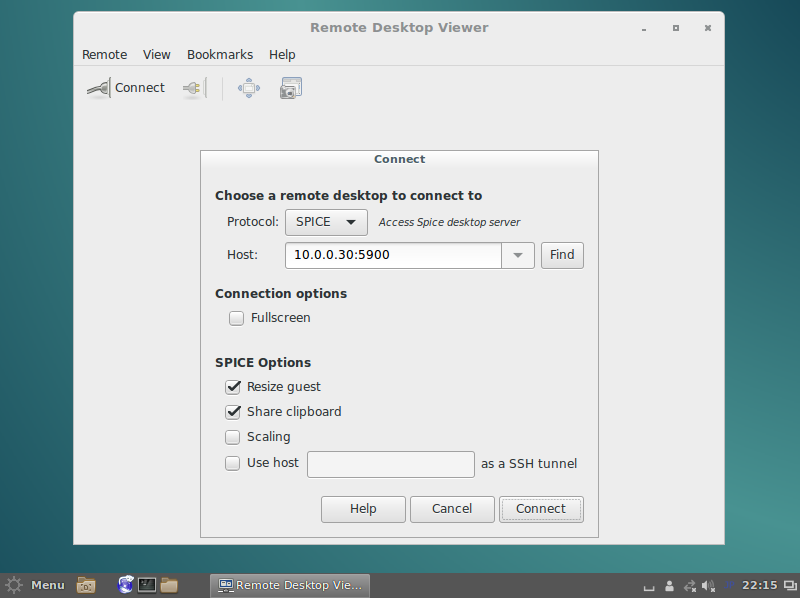 Remote Desktop Viewer
Remote View Bookmarks Help
Connect
Connect
Choose a remote desktop to connect to
Protocol: SPICE Access Spice desktop server
Host: 10.0.0.30:5900 Find
Connection options
Fullscreen
SPICE Options
Resize guest
Share clipboard
Scaling
Use host as a SSH tunnel
Help Cancel Connect
Menu Remote Desktop Vie... 22:15